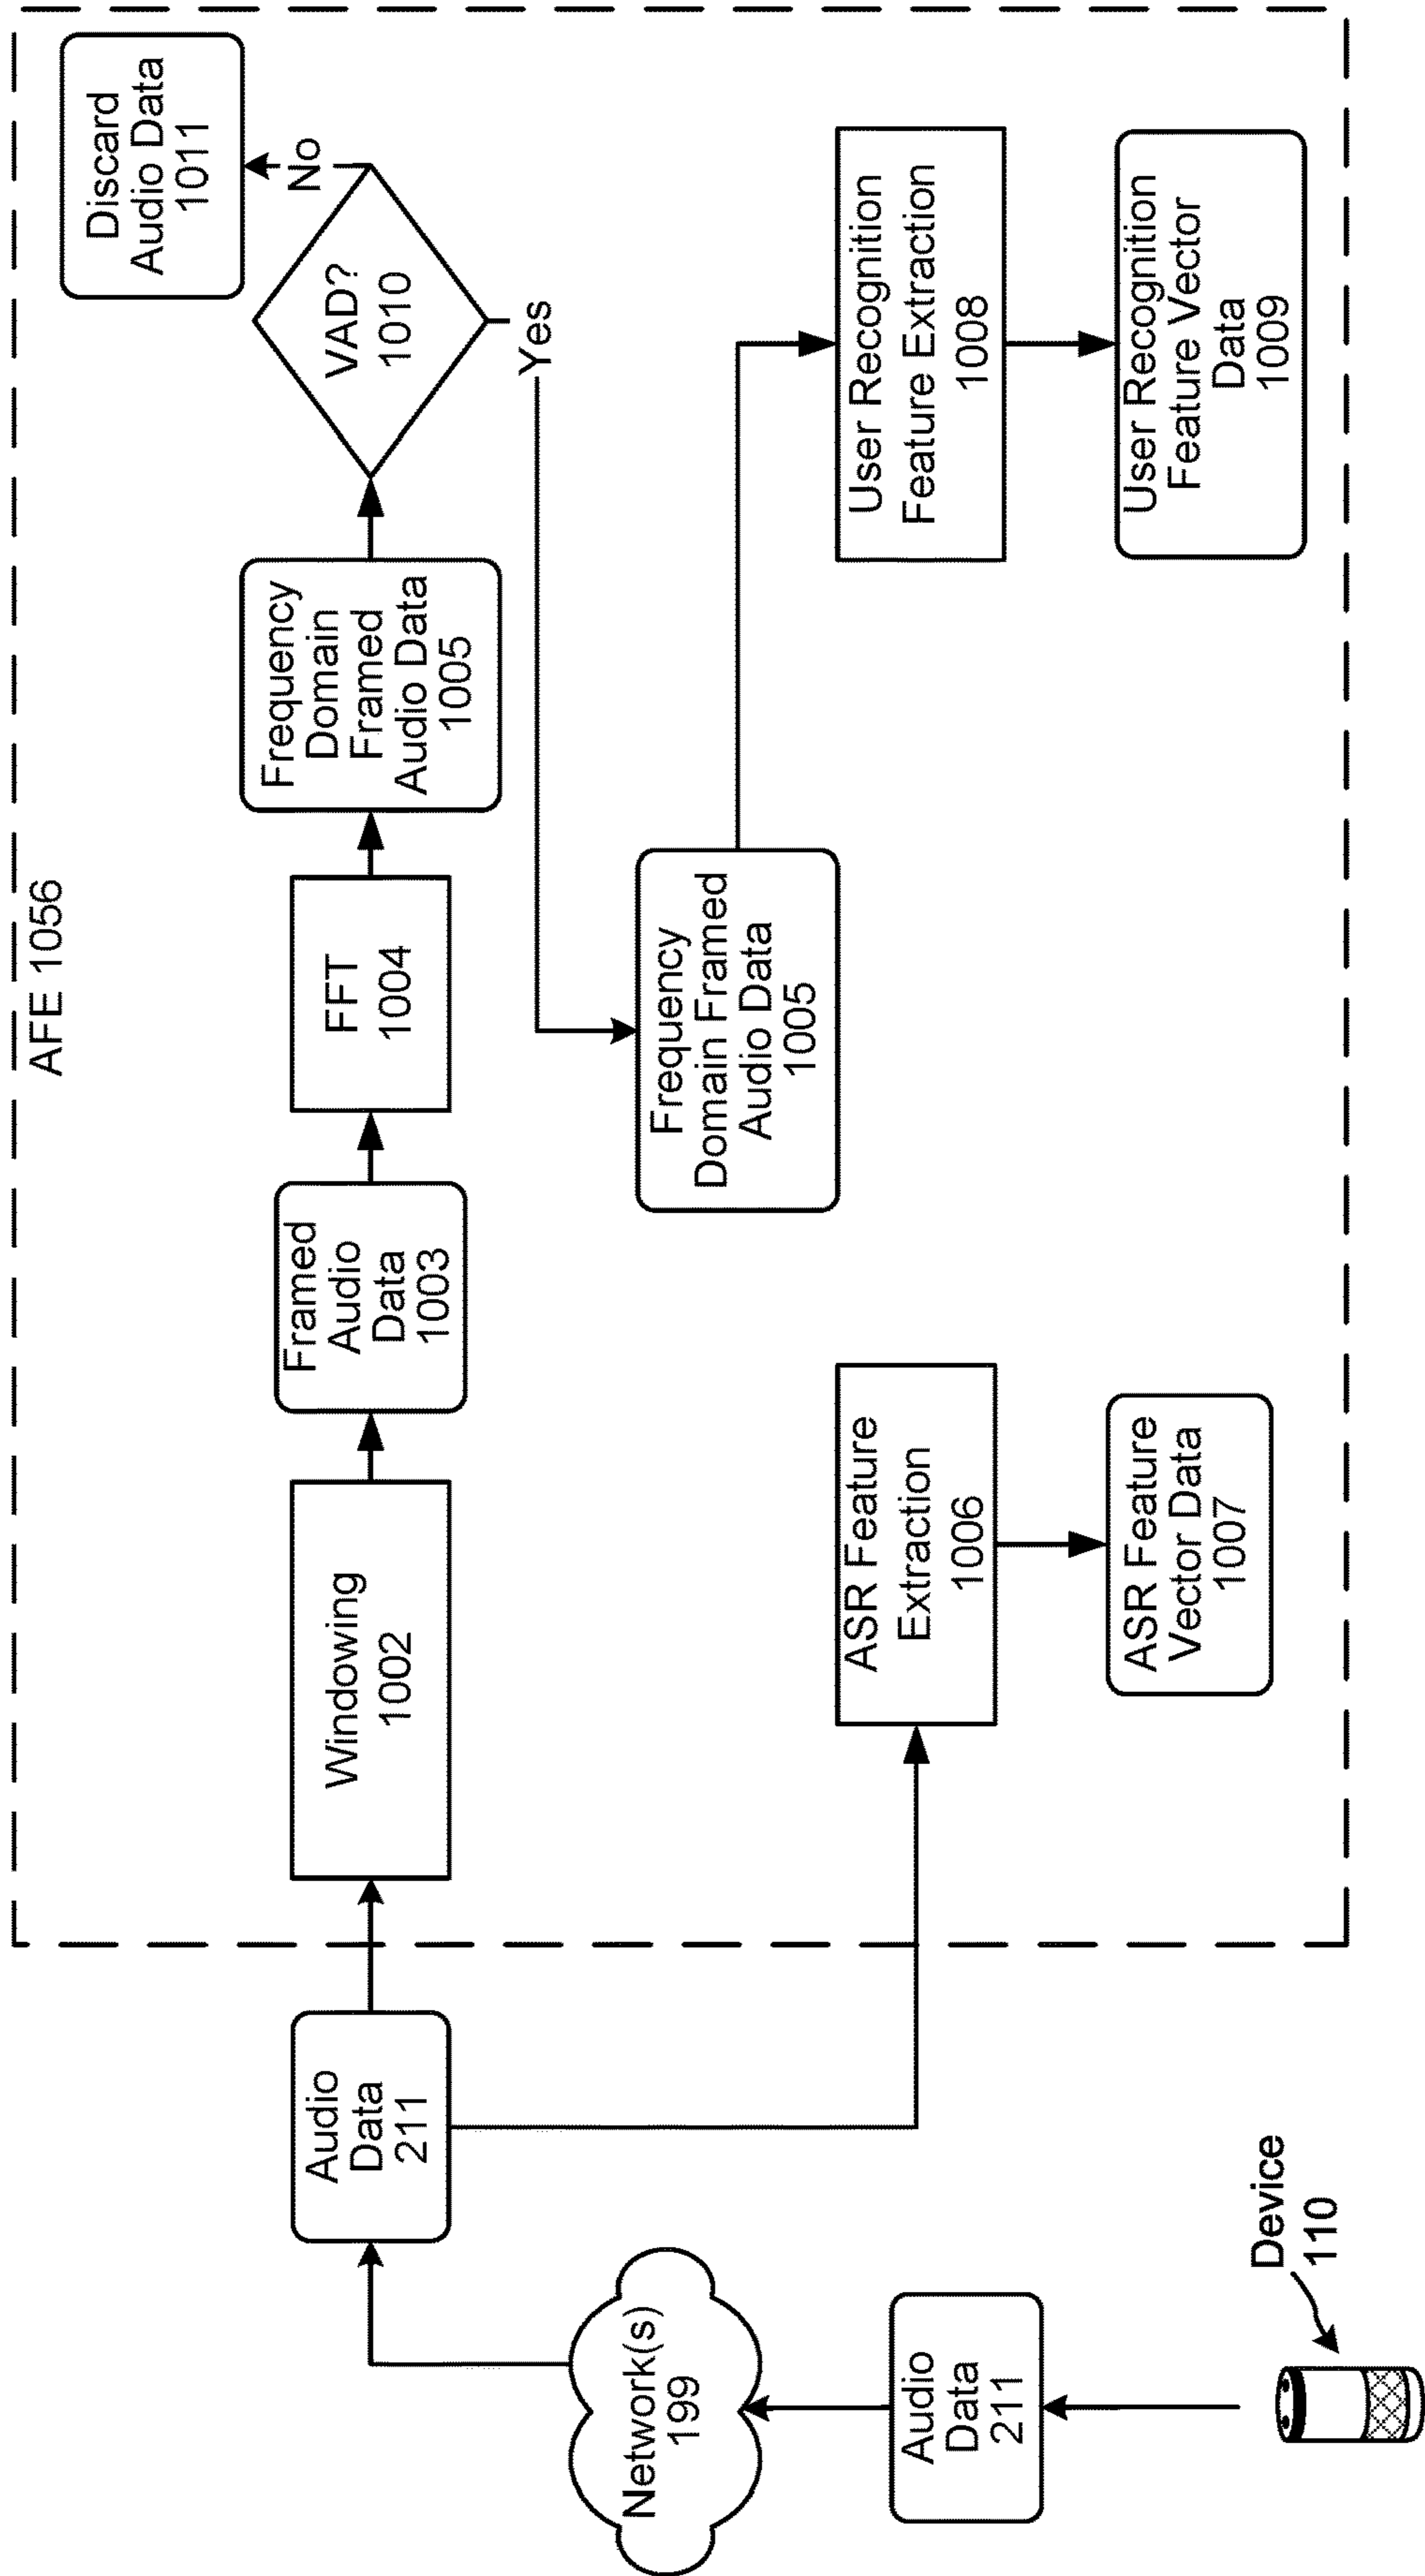 AFE 1056
Device
110
Audio
Data
211
Network(s)
199
Audio
Data
211
Windowing
1002
Framed
Audio
Data
1003
FFT
1004
Frequency
Domain
Framed
Audio Data
1005
VAD?
1010
No
Discard
Audio Data
1011
Yes
Frequency
Domain Framed
Audio Data
1005
ASR Feature
Extraction
1006
ASR Feature
Vector Data
1007
User Recognition
Feature Extraction
1008
User Recognition
Feature Vector
Data
1009